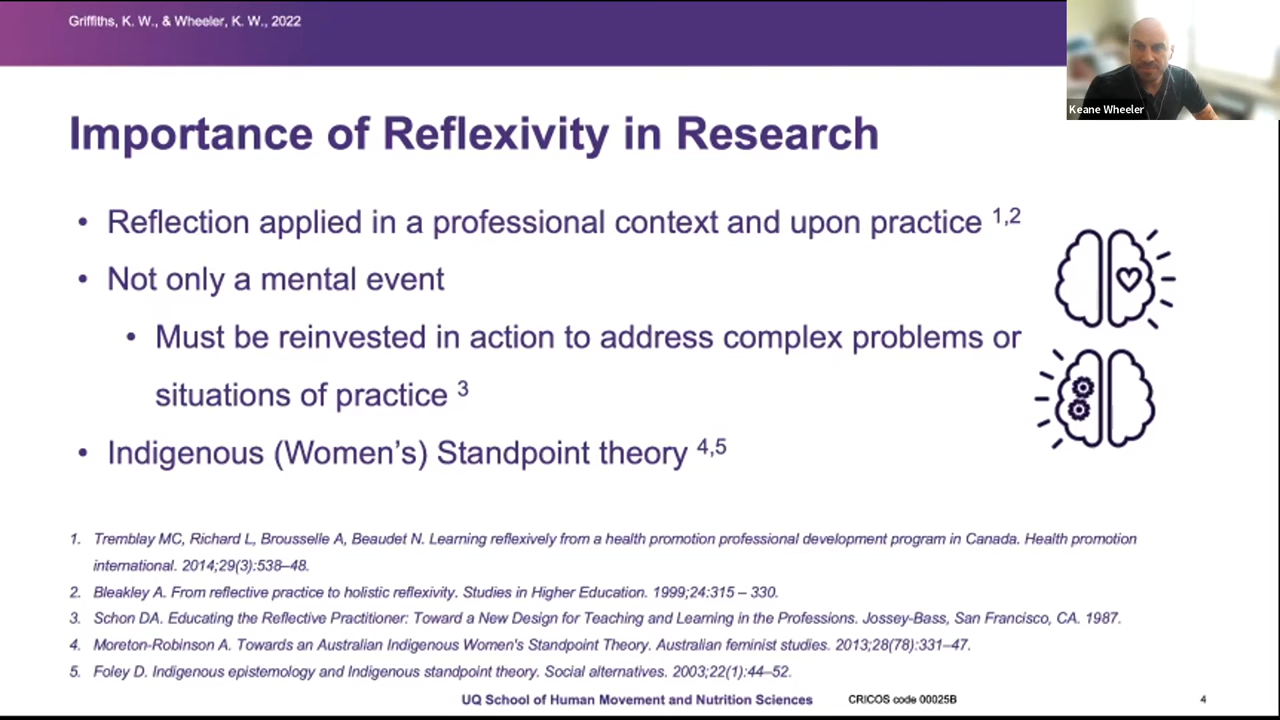 Griffiths, K. W., & Wheeler, K. W., 2022
Keane Wheeler
Importance of Reflexivity in Research
• Reflection applied in a professional context and upon practice 1,2
• Not only a mental event
• Must be reinvested in action to address complex problems or
situations of practice 3
• Indigenous (Women's) Standpoint theory 4,5
1. Tremblay MC, Richard L, Brousselle A, Beaudet N. Learning reflexively from a health promotion professional development program in Canada. Health promotion
international. 2014;29(3):538–48.
2. Bleakley A. From reflective practice to holistic reflexivity. Studies in Higher Education. 1999;24:315 – 330.
3. Schon DA. Educating the Reflective Practitioner: Toward a New Design for Teaching and Learning in the Professions. Jossey-Bass, San Francisco, CA. 1987.
4. Moreton-Robinson A. Towards an Australian Indigenous Women's Standpoint Theory. Australian feminist studies. 2013;28(78):331–47.
5. Foley D. Indigenous epistemology and Indigenous standpoint theory. Social alternatives. 2003;22(1):44–52.
UQ School of Human Movement and Nutrition Sciences CRICOS code 00025B 4